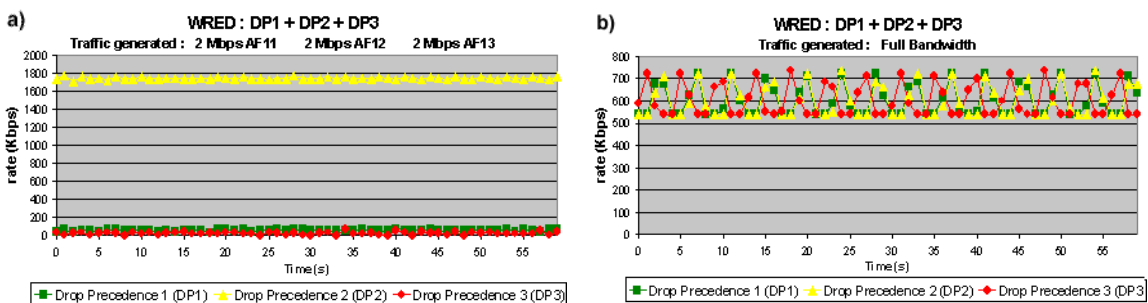 a)
WRED : DP1 + DP2 + DP3
Traffic generated : 2 Mbps AF11 2 Mbps AF12 2 Mbps AF13
2000
1800
1600
1400
1200
1000
800
600
400
200
0
rate (Kbps)
0 5 10 15 20 25 30 35 40 45 50 55
Time(s)
Drop Precedence 1 (DP1) Drop Precedence 2 (DP2) Drop Precedence 3 (DP3)
b)
WRED : DP1 + DP2 + DP3
Traffic generated : Full Bandwidth
800
700
600
500
400
300
200
100
0
rate (Kbps)
0 5 10 15 20 25 30 35 40 45 50 55
Time (s)
Drop Precedence 1 (DP1) Drop Precedence 2 (DP2) Drop Precedence 3 (DP3)